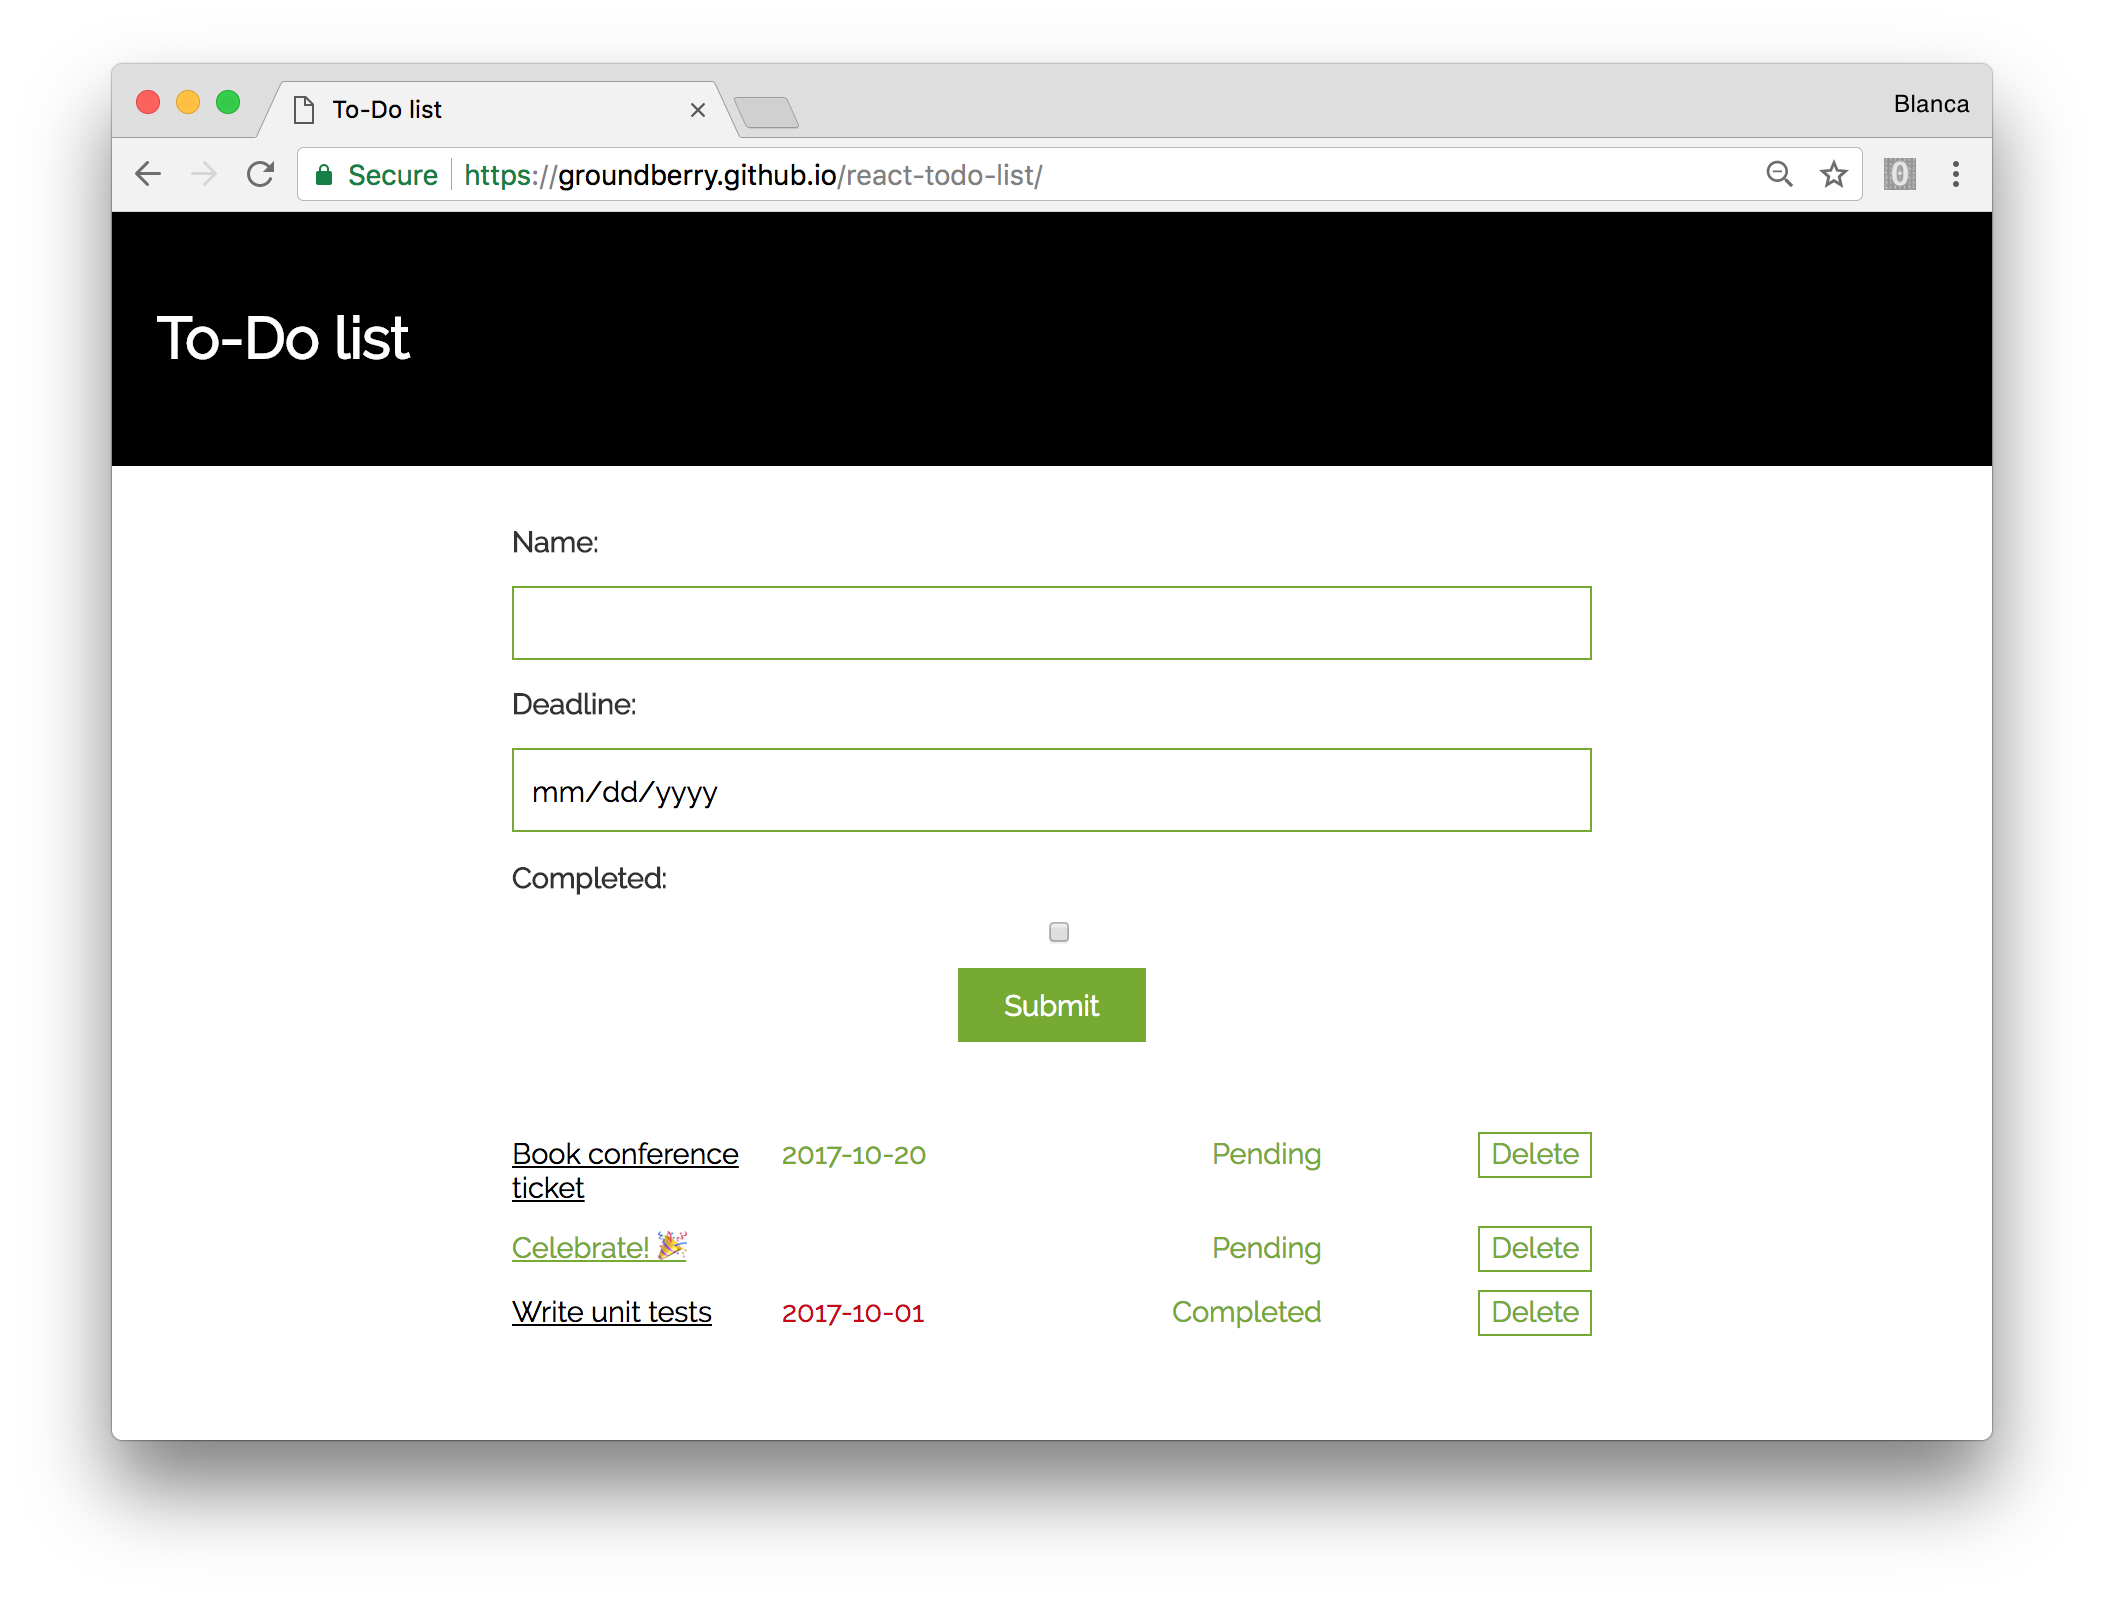 To-Do list
Blanca
Secure https://groundberry.github.io/react-todo-list/
0
To-Do list
Name:
Deadline:
mm/dd/yyyy
Completed:
Submit
Book conference ticket 2017-10-20 Pending Delete
Celebrate! 🎉 Pending Delete
Write unit tests 2017-10-01 Completed Delete